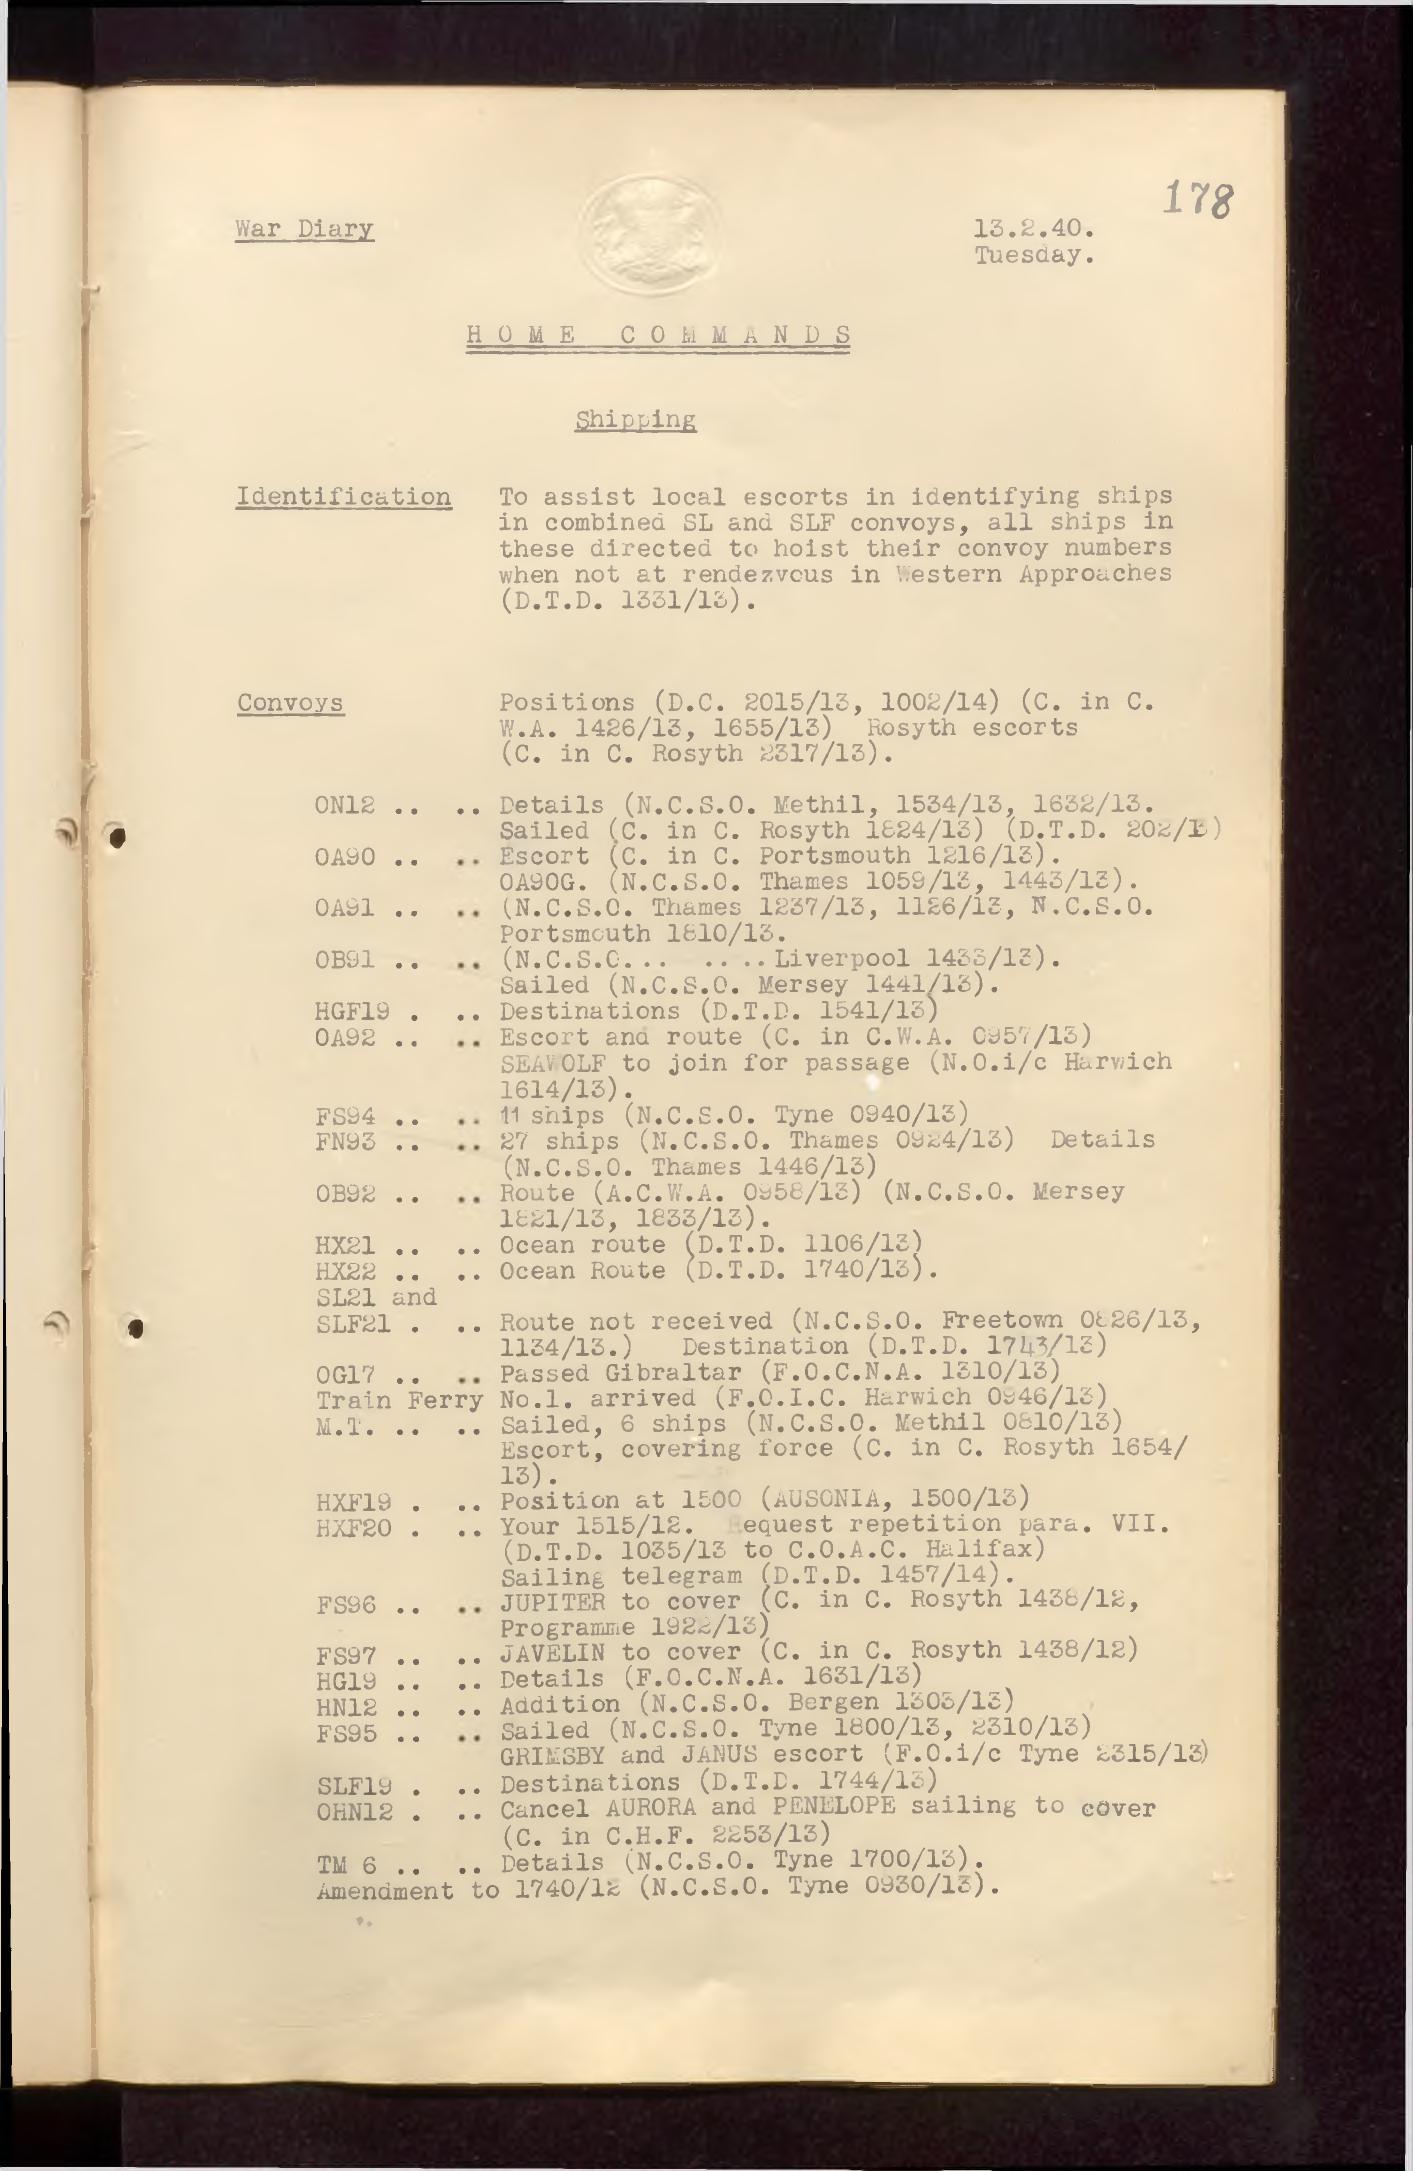 178
War Diary
13.2.40.
Tuesday.
HOME COMMANDS
Shipping
Identification To assist local escorts in identifying ships
in combined SL and SLF convoys, all ships in
these directed to hoist their convoy numbers
when not at rendezvous in Western Approaches
(D.T.D. 1331/13).
Convoys Positions (D.C. 2015/13, 1002/14) (C. in C.
W.A. 1426/13, 1655/13) Rosyth escorts
(C. in C. Rosyth 2317/13).
ON12 .. .. Details (N.C.S.O. Methil, 1534/13, 1632/13.
Sailed (C. in C. Rosyth 1824/13) (D.T.D. 202/13)
OA90 .. .. Escort (C. in C. Portsmouth 1216/13).
OA90G. (N.C.S.O. Thames 1059/13, 1443/13).
OA91 .. .. (N.C.S.O. Thames 1237/13, 1126/13, N.C.S.O.
Portsmouth 1810/13.
OB91 .. .. (N.C.S.O... ....Liverpool 1433/13).
Sailed (N.C.S.O. Mersey 1441/13).
HGF19 . .. Destinations (D.T.D. 1541/13)
OA92 .. .. Escort and route (C. in C.W.A. 0957/13)
SEAWOLF to join for passage (N.O.i/c Harwich
1614/13).
FS94 .. .. 11 ships (N.C.S.O. Tyne 0940/13)
FN93 .. .. 27 ships (N.C.S.O. Thames 0924/13) Details
(N.C.S.O. Thames 1446/13)
OB92 .. .. Route (A.C.W.A. 0958/13) (N.C.S.O. Mersey
1821/13, 1833/13).
HX21 .. .. Ocean route (D.T.D. 1106/13)
HX22 .. .. Ocean Route (D.T.D. 1740/13).
SL21 and
SLF21 . .. Route not received (N.C.S.O. Freetown 0826/13,
1134/13.) Destination (D.T.D. 1743/13)
OG17 .. .. Passed Gibraltar (F.O.C.N.A. 1310/13)
Train Ferry No.1. arrived (F.O.I.C. Harwich 0946/13)
M.T. .. .. Sailed, 6 ships (N.C.S.O. Methil 0810/13)
Escort, covering force (C. in C. Rosyth 1654/
13).
HXF19 . .. Position at 1500 (AUSONIA, 1500/13)
HXF20 . .. Your 1515/12. Request repetition para. VII.
(D.T.D. 1035/13 to C.O.A.C. Halifax)
Sailing telegram (D.T.D. 1457/14).
FS96 .. .. JUPITER to cover (C. in C. Rosyth 1438/12,
Programme 1922/13)
FS97 .. .. JAVELIN to cover (C. in C. Rosyth 1438/12)
HG19 .. .. Details (F.O.C.N.A. 1631/13)
HN12 .. .. Addition (N.C.S.O. Bergen 1303/13)
FS95 .. .. Sailed (N.C.S.O. Tyne 1800/13, 2310/13)
GRIMSBY and JANUS escort (F.O.i/c Tyne 2315/13)
SLF19 . .. Destinations (D.T.D. 1744/13)
OHN12 . .. Cancel AURORA and PENELOPE sailing to cover
(C. in C.H.F. 2253/13)
TM 6 .. .. Details (N.C.S.O. Tyne 1700/13).
Amendment to 1740/12 (N.C.S.O. Tyne 0930/13).